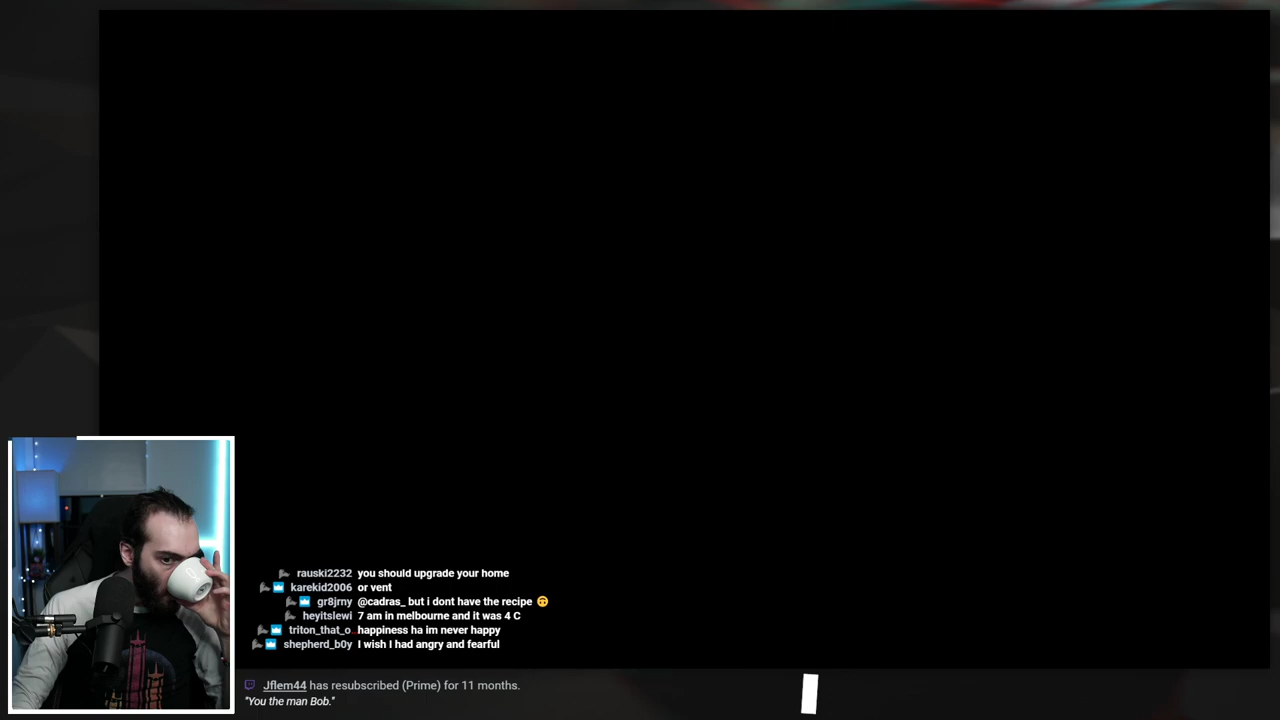 rauski2232 you should upgrade your home
karekid2006 or vent
gr8jrny @cadras_ but i dont have the recipe 🙃
heyitslewi 7 am in melbourne and it was 4 C
triton_that_o… happiness ha im never happy
shepherd_b0y I wish I had angry and fearful
Jflem44 has resubscribed (Prime) for 11 months.
"You the man Bob."